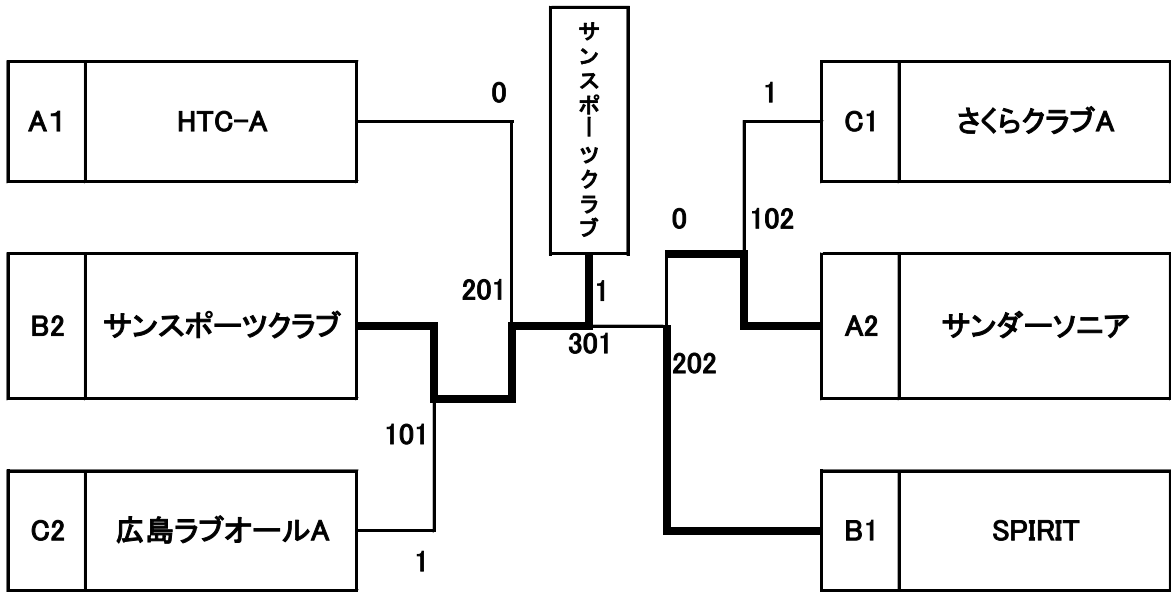 サンスポーツクラブ
0
1
A1 HTC-A
C1 さくらクラブA
0
102
201
1
B2 サンスポーツクラブ
A2 サンダーソニア
301
202
101
C2 広島ラブオールA
B1 SPIRIT
1